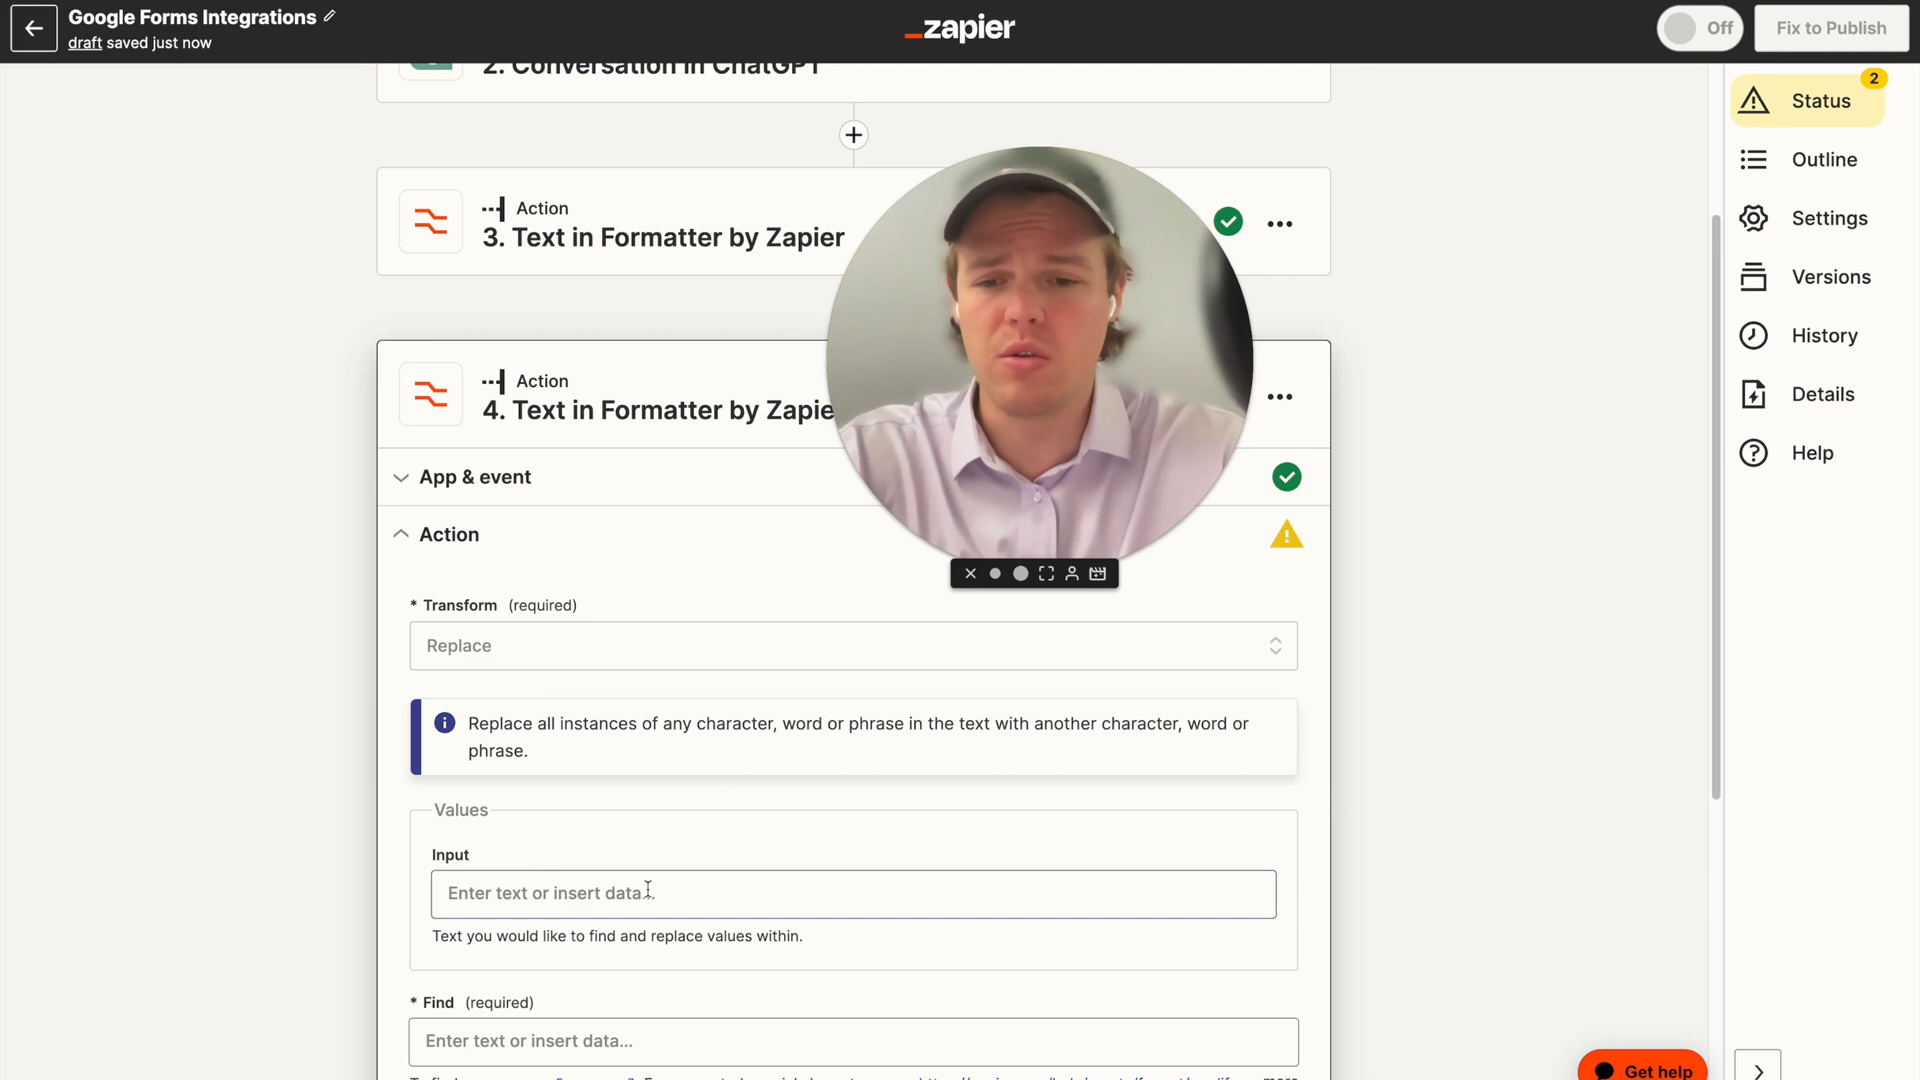 Google Forms Integrations
draft saved just now
zapier
Off
Fix to Publish
2. Conversation in ChatGPT
Action
3. Text in Formatter by Zapier
Action
4. Text in Formatter by Zapie
App & event
Action
* Transform (required)
Replace
Replace all instances of any character, word or phrase in the text with another character, word or
phrase.
Values
Input
Enter text or insert data...
Text you would like to find and replace values within.
* Find (required)
Enter text or insert data...
2
Status
Outline
Settings
Versions
History
Details
Help
Get help